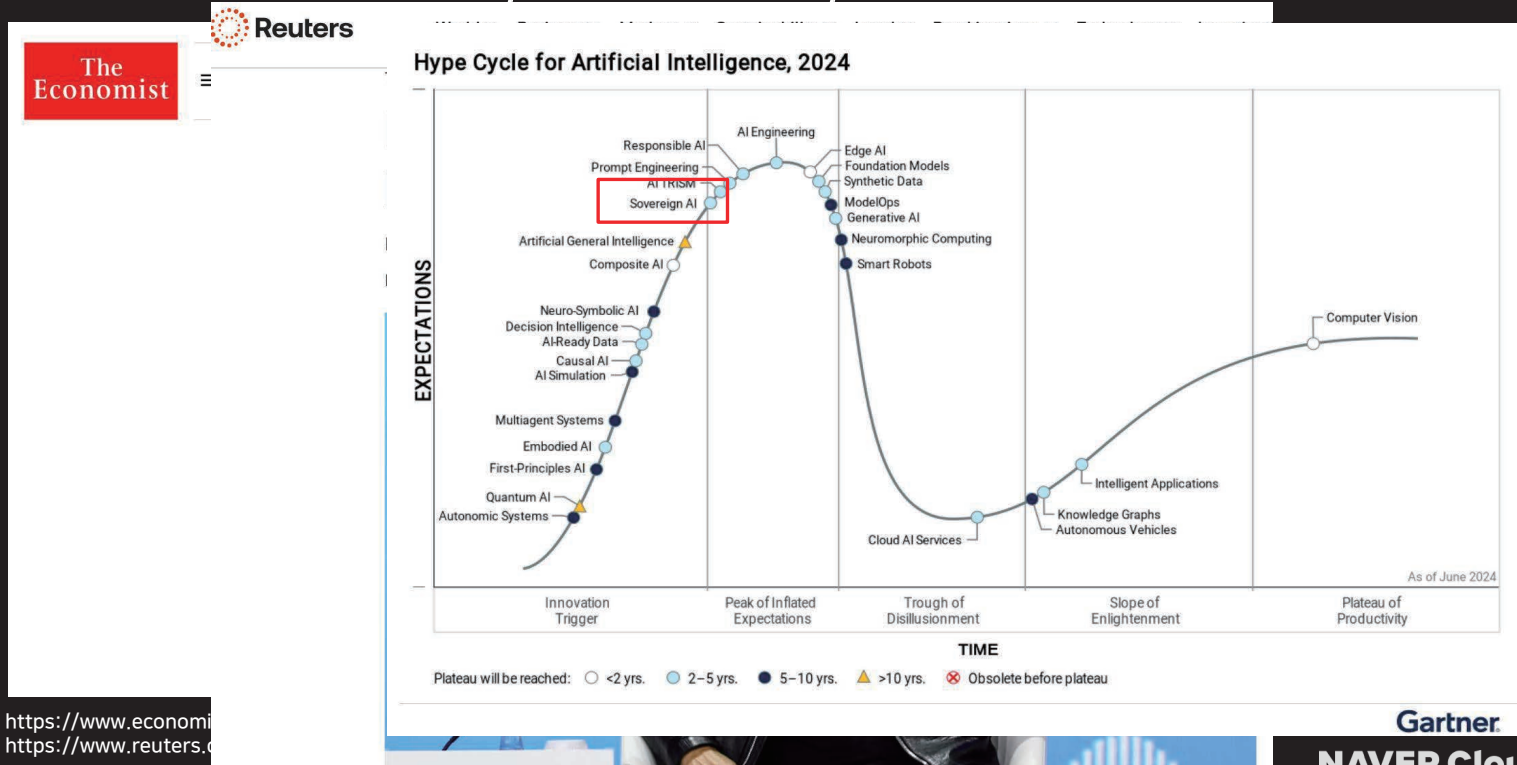 Reuters
The
Economist
Hype Cycle for Artificial Intelligence, 2024
AI Engineering
Responsible AI
Edge AI
Prompt Engineering
Foundation Models
AI TRiSM
Synthetic Data
Sovereign AI
ModelOps
Generative AI
Artificial General Intelligence
Neuromorphic Computing
Composite AI
Smart Robots
Neuro-Symbolic AI
Computer Vision
Decision Intelligence
AI-Ready Data
Causal AI
AI Simulation
EXPECTATIONS
Multiagent Systems
Embodied AI
First-Principles AI
Intelligent Applications
Quantum AI
Autonomic Systems
Knowledge Graphs
Autonomous Vehicles
Cloud AI Services
As of June 2024
Innovation
Trigger
Peak of Inflated
Expectations
Trough of
Disillusionment
Slope of
Enlightenment
Plateau of
Productivity
TIME
Plateau will be reached: <2 yrs. 2–5 yrs. 5–10 yrs. >10 yrs. Obsolete before plateau
Gartner
https://www.economi
https://www.reuters.
NAVER Clou